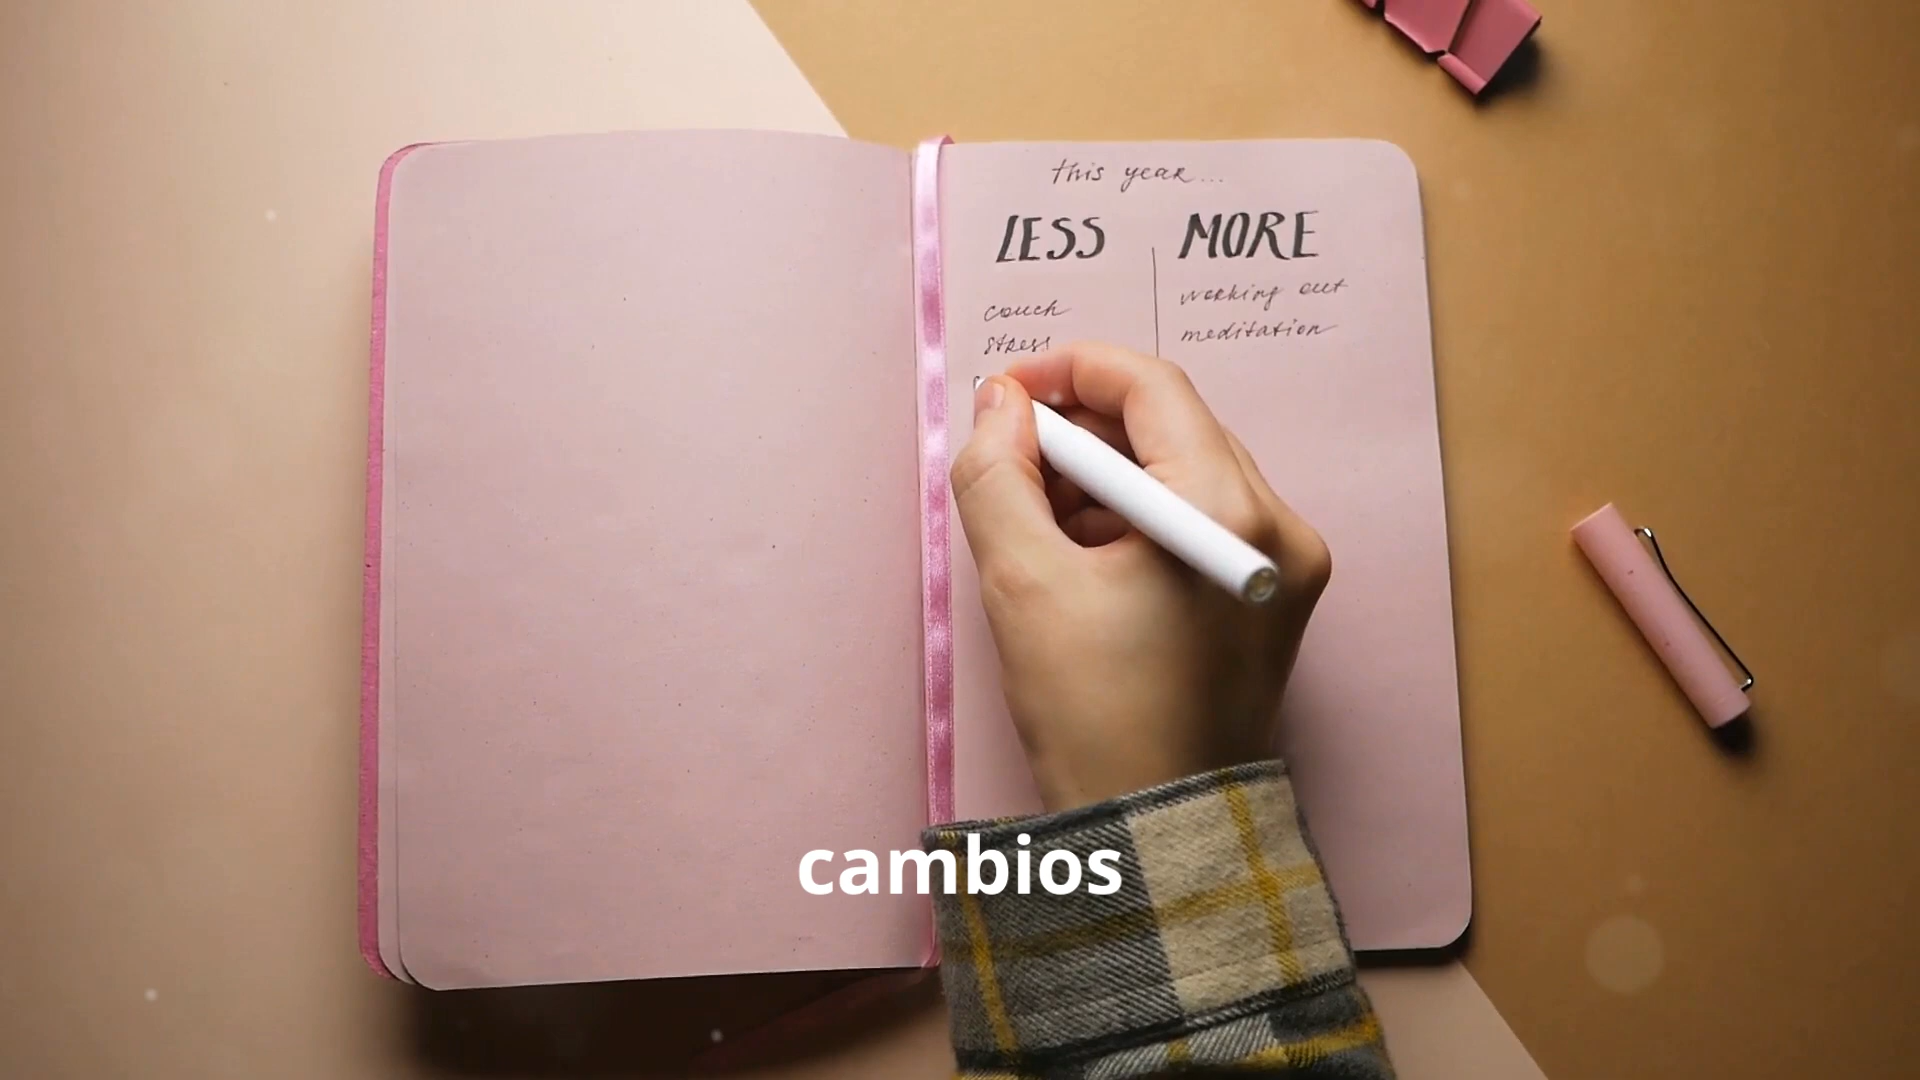 this year...
LESS MORE
couch working out
stress meditation
cambios